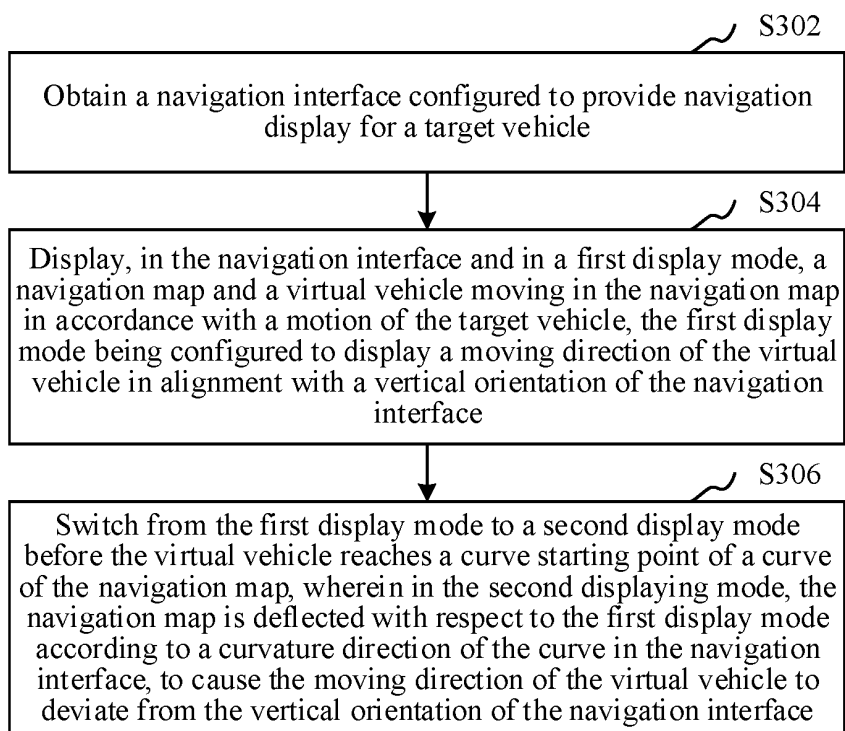 S302
Obtain a navigation interface configured to provide navigation
display for a target vehicle
S304
Display, in the navigation interface and in a first display mode, a
navigation map and a virtual vehicle moving in the navigation map
in accordance with a motion of the target vehicle, the first display
mode being configured to display a moving direction of the virtual
vehicle in alignment with a vertical orientation of the navigation
interface
S306
Switch from the first display mode to a second display mode
before the virtual vehicle reaches a curve starting point of a curve
of the navigation map, wherein in the second displaying mode, the
navigation map is deflected with respect to the first display mode
according to a curvature direction of the curve in the navigation
interface, to cause the moving direction of the virtual vehicle to
deviate from the vertical orientation of the navigation interface